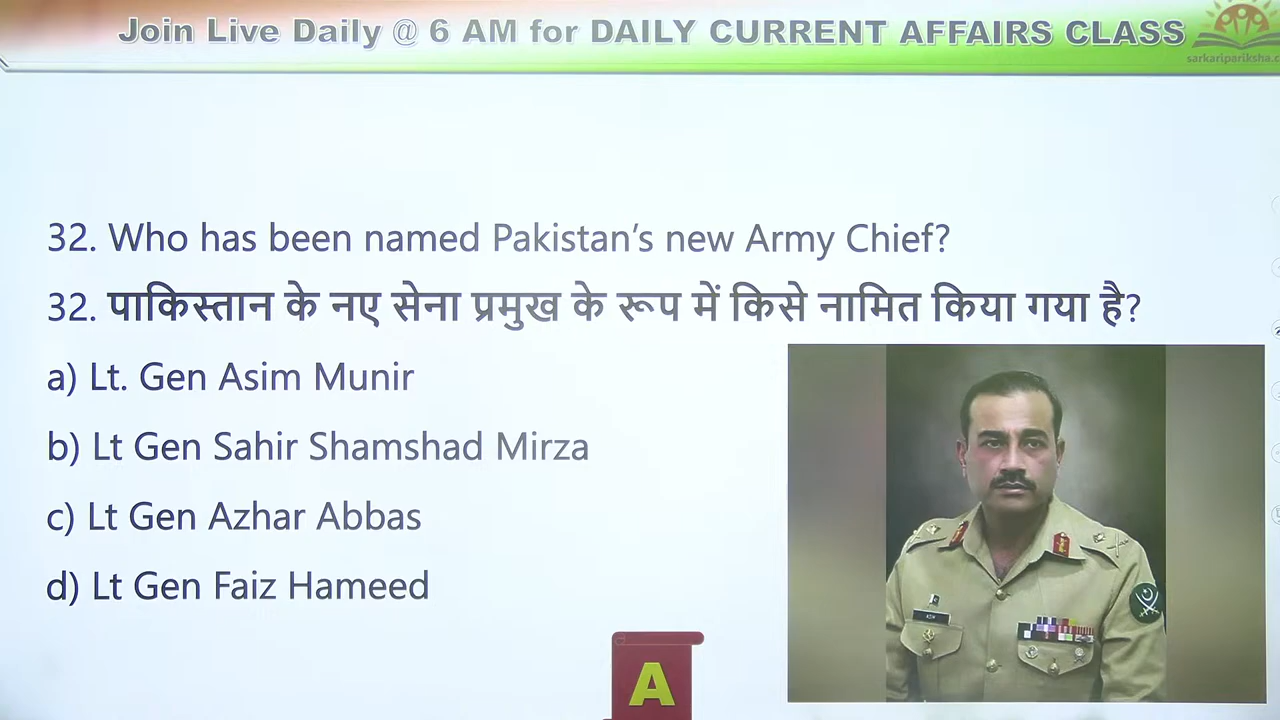 Join Live Daily @ 6 AM for DAILY CURRENT AFFAIRS CLASS
sarkaripariksha.c
32. Who has been named Pakistan's new Army Chief?
32. पाकिस्तान के नए सेना प्रमुख के रूप में किसे नामित किया गया है?
a) Lt. Gen Asim Munir
b) Lt Gen Sahir Shamshad Mirza
c) Lt Gen Azhar Abbas
d) Lt Gen Faiz Hameed
A